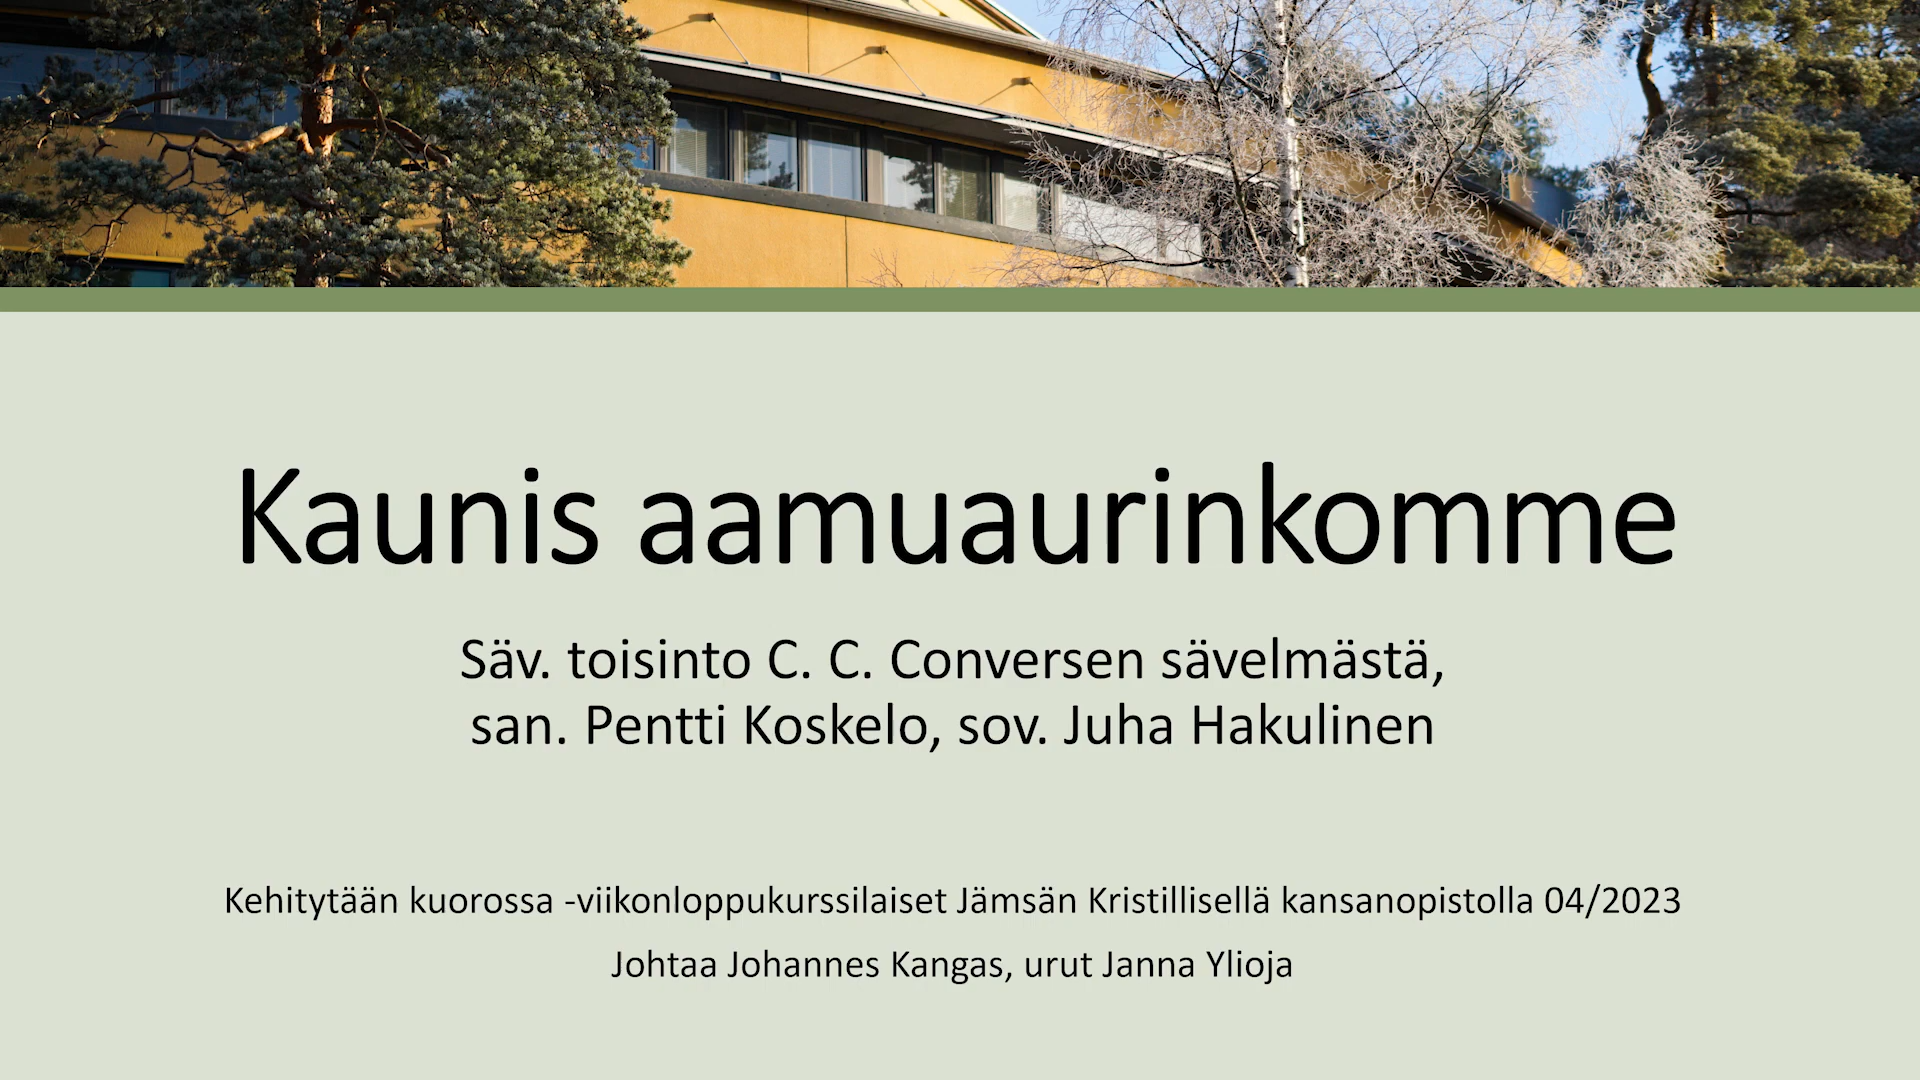 Kaunis aamuaurinkomme
Säv. toisinto C. C. Conversen sävelmästä,
san. Pentti Koskelo, sov. Juha Hakulinen
Kehitytään kuorossa -viikonloppukurssilaiset Jämsän Kristillisellä kansanopistolla 04/2023
Johtaa Johannes Kangas, urut Janna Ylioja